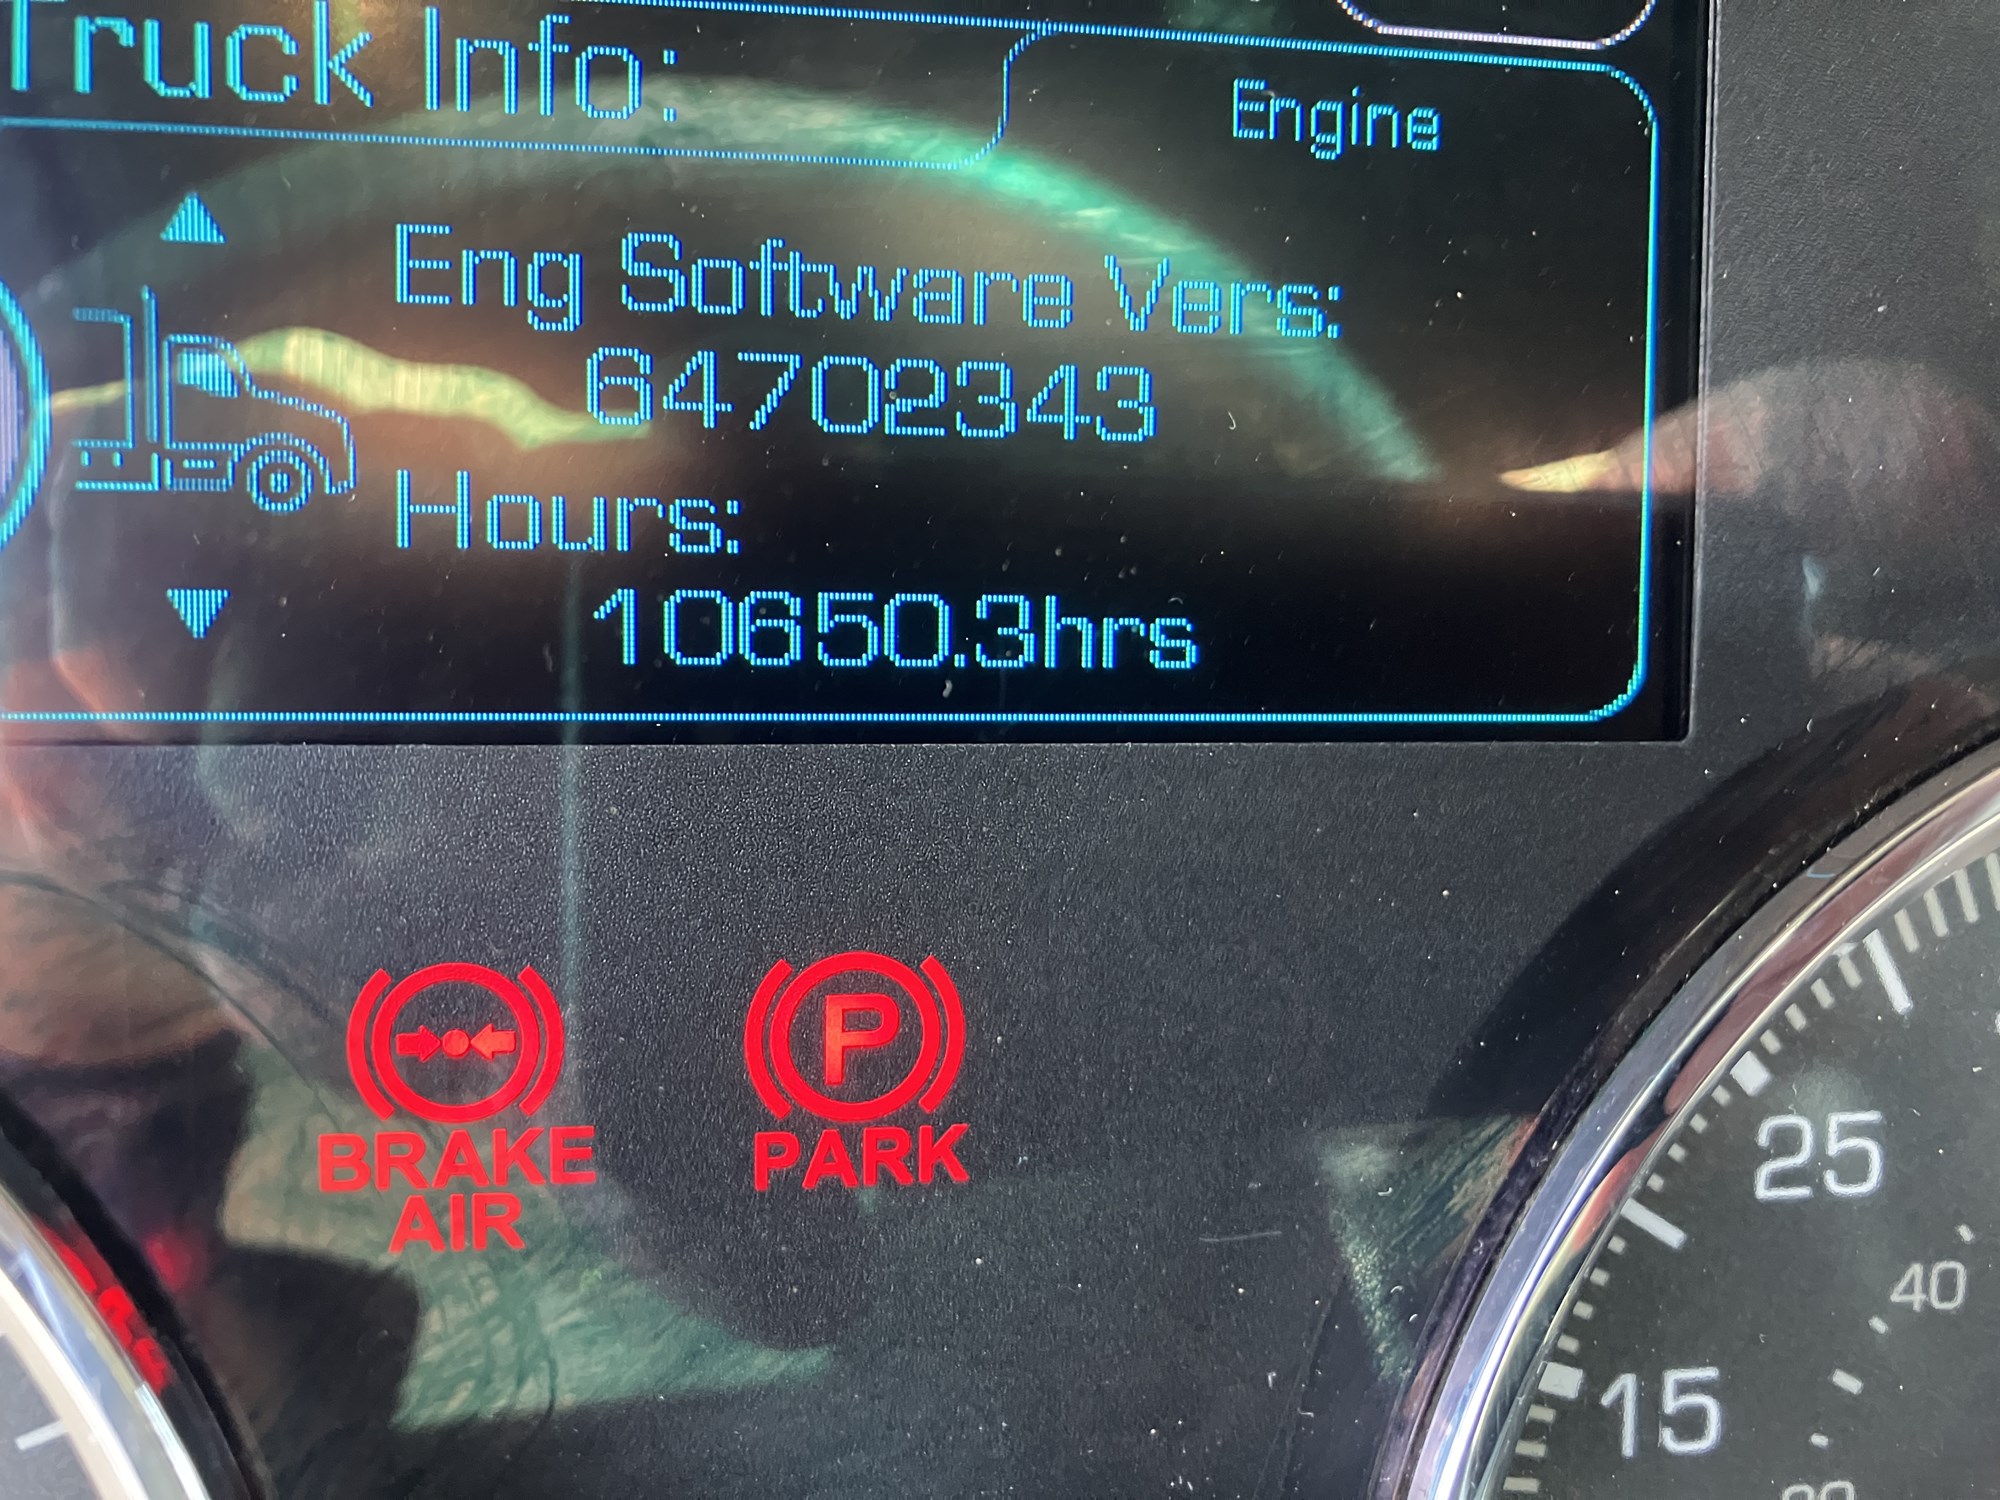 Truck Info:
Engine
Eng Software Vers:
64702343
Hours:
10650.3hrs
P
BRAKE
AIR
PARK
25
40
15